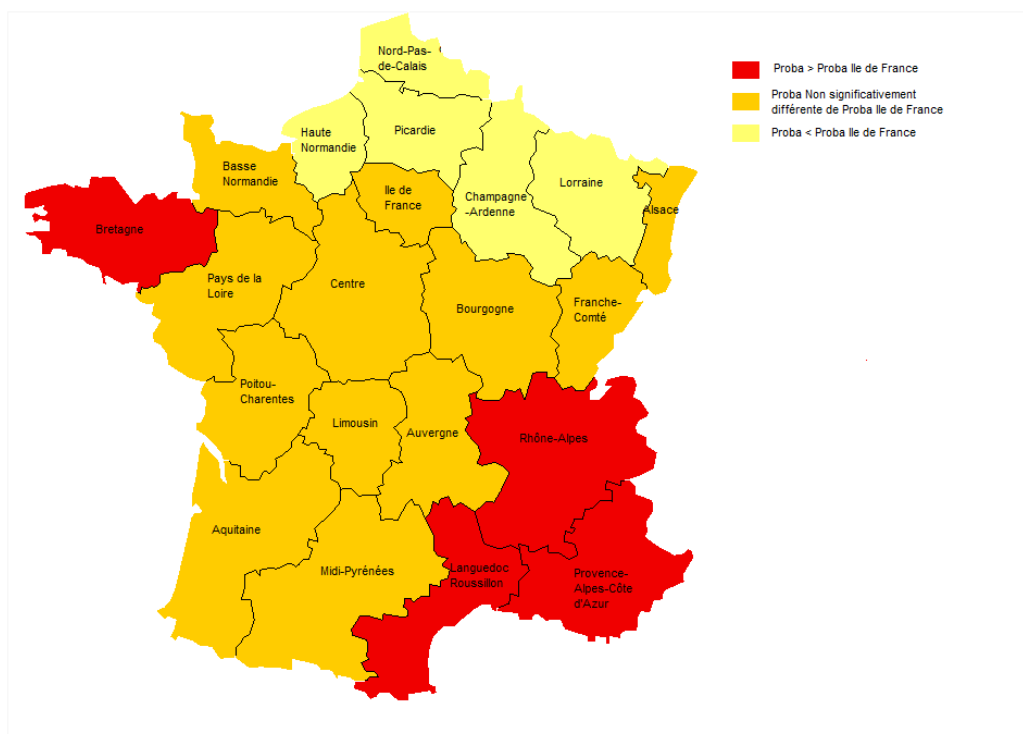 Nord-Pas-
de-Calais
Proba > Proba Ile de France
Proba Non significativement
différente de Proba Ile de France
Proba < Proba Ile de France
Haute
Normandie
Picardie
Basse
Normandie
Ile de
France
Champagne
-Ardenne
Lorraine
Alsace
Bretagne
Pays de la
Loire
Centre
Bourgogne
Franche-
Comté
Poitou-
Charentes
Limousin
Auvergne
Rhône-Alpes
Aquitaine
Midi-Pyrénées
Languedoc
Roussillon
Provence-
Alpes-Côte
d'Azur